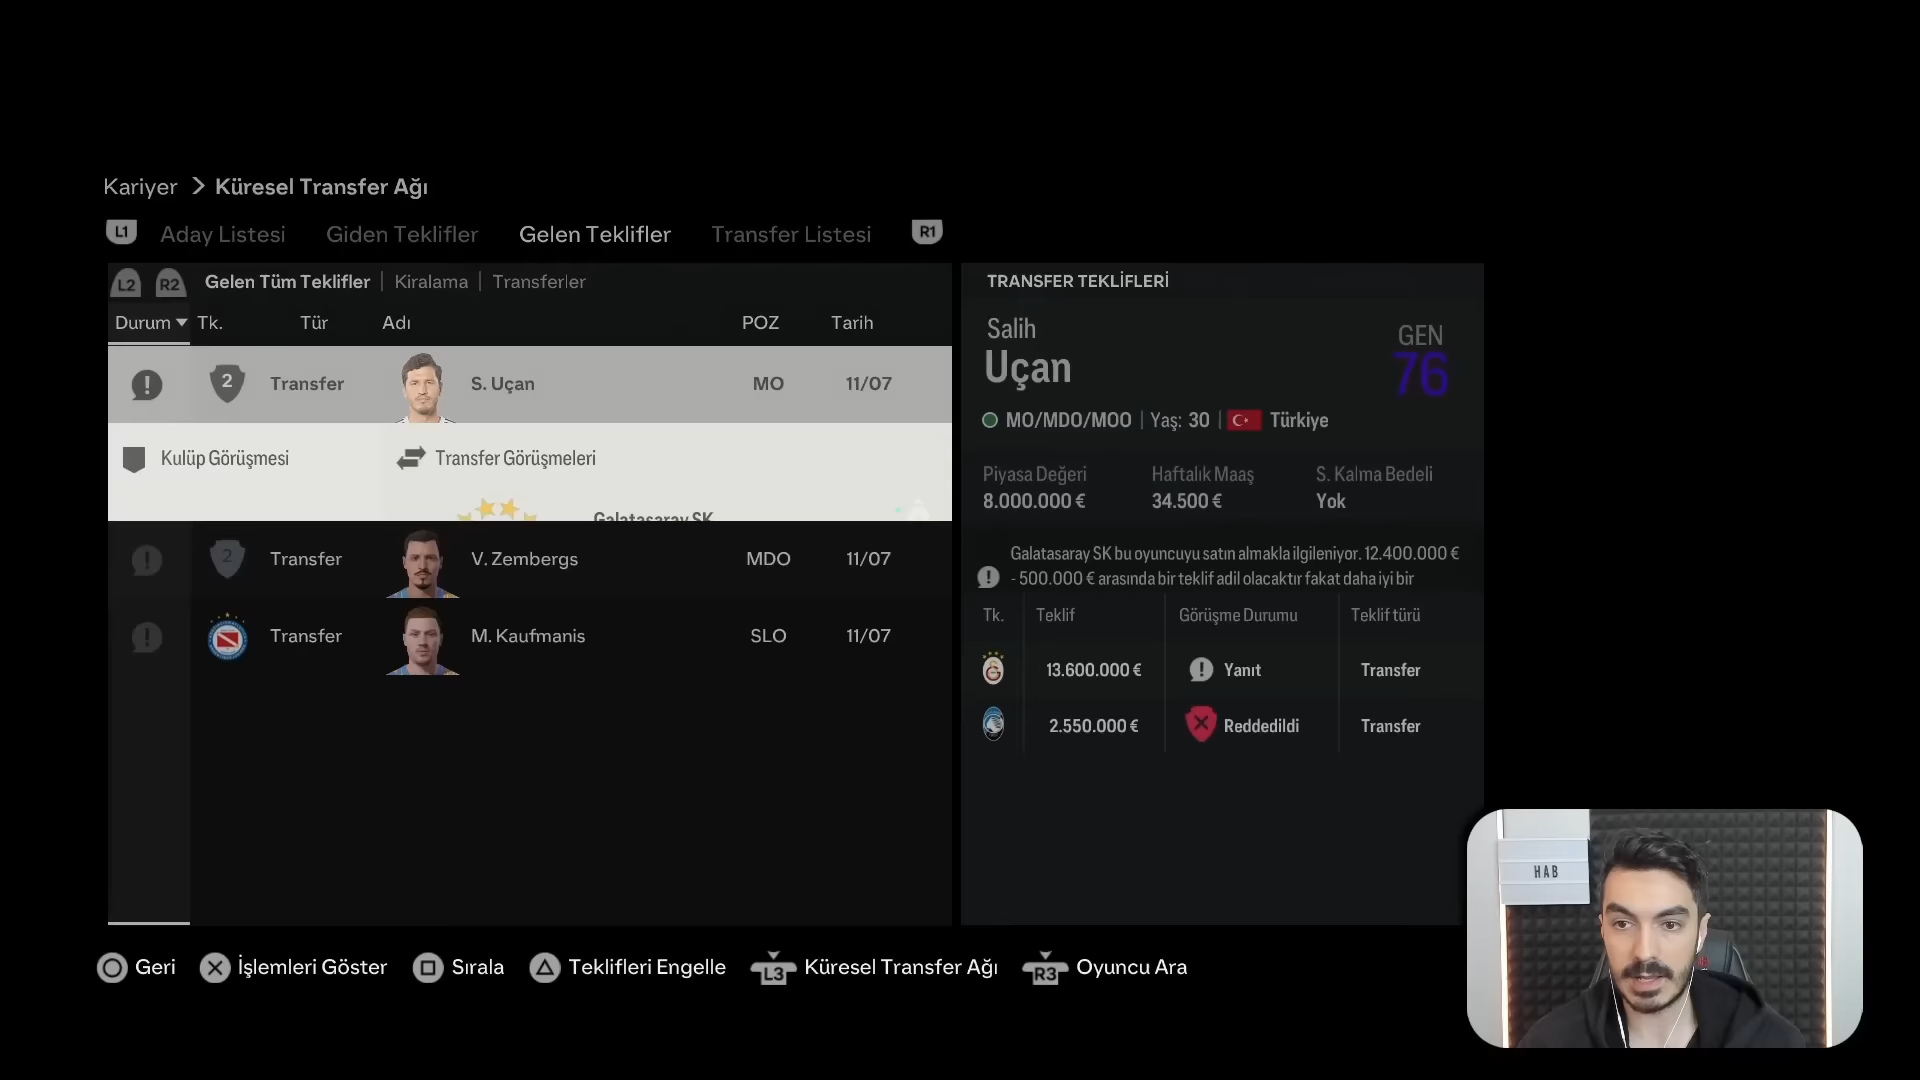 Kariyer > Küresel Transfer Ağı
L1 Aday Listesi Giden Teklifler Gelen Teklifler Transfer Listesi R1
L2 R2 Gelen Tüm Teklifler | Kiralama | Transferler
Durum Tk. Tür Adı POZ Tarih
2 Transfer S. Uçan MO 11/07
Kulüp Görüşmesi Transfer Görüşmeleri
Galatasaray SK
2 Transfer V. Zembergs MDO 11/07
Transfer M. Kaufmanis SLO 11/07
TRANSFER TEKLİFLERİ
Salih
Uçan
GEN
76
MO/MDO/MOO | Yaş: 30 | Türkiye
Piyasa Değeri Haftalık Maaş S. Kalma Bedeli
8.000.000 € 34.500 € Yok
Galatasaray SK bu oyuncuyu satın almakla ilgileniyor. 12.400.000 €
- 500.000 € arasında bir teklif adil olacaktır fakat daha iyi bir
Tk. Teklif Görüşme Durumu Teklif türü
13.600.000 € Yanıt Transfer
2.550.000 € Reddedildi Transfer
HAB
Geri İşlemleri Göster Sırala Teklifleri Engelle L3 Küresel Transfer Ağı R3 Oyuncu Ara